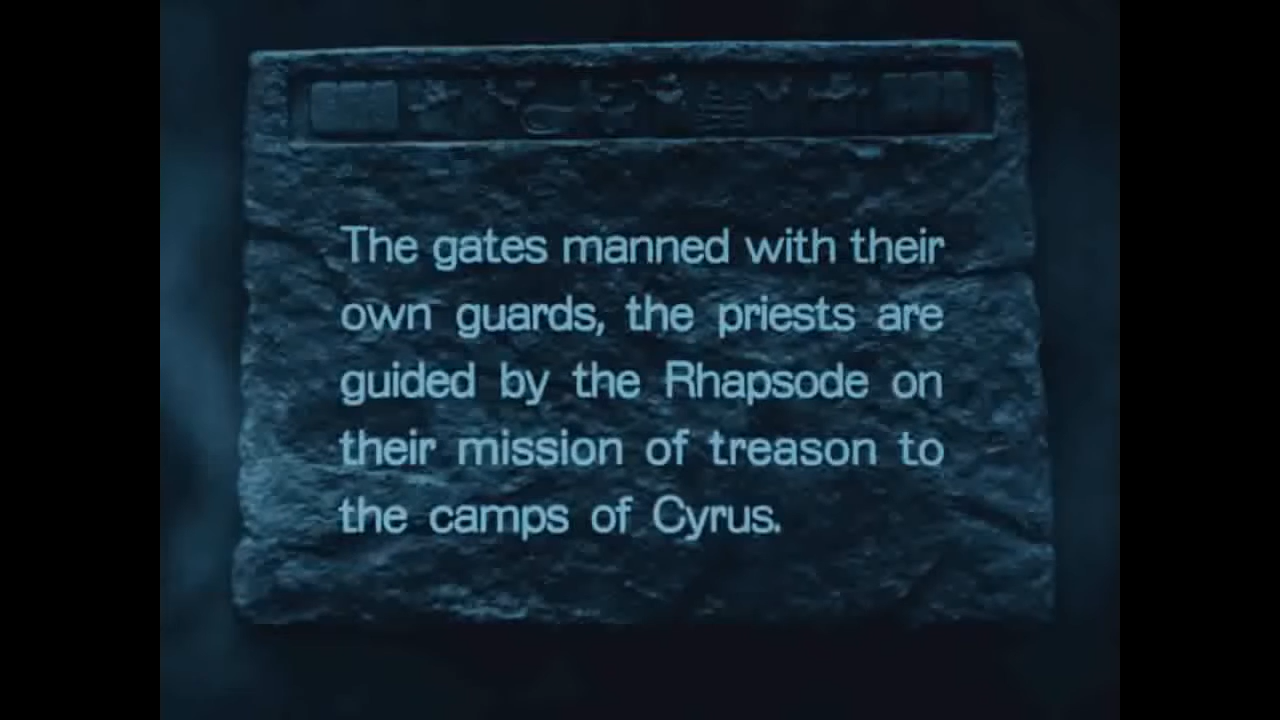 The gates manned with their
own guards, the priests are
guided by the Rhapsode on
their mission of treason to
the camps of Cyrus.